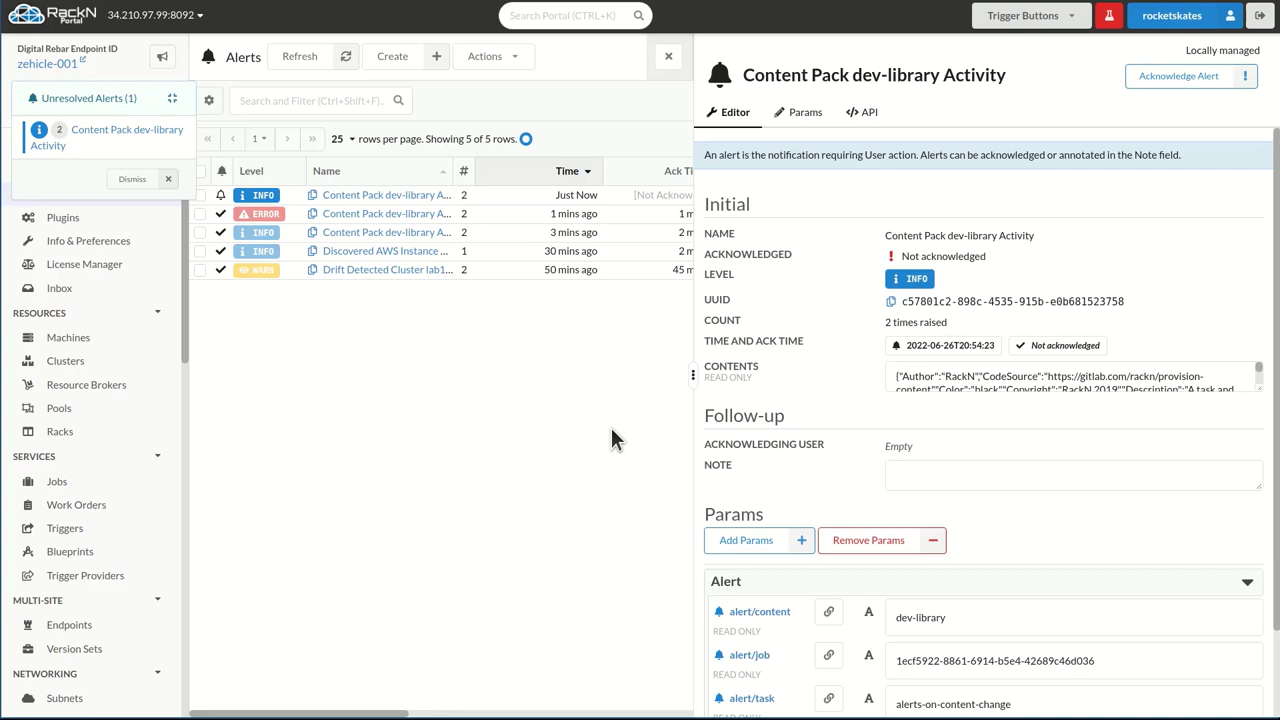 RackN
Portal
34.210.97.99:8092
Search Portal (CTRL+K)
Trigger Buttons
rocketskates
Digital Rebar Endpoint ID
zehicle-001
Unresolved Alerts (1)
2 Content Pack dev-library
Activity
Dismiss
Plugins
Info & Preferences
License Manager
Inbox
RESOURCES
Machines
Clusters
Resource Brokers
Pools
Racks
SERVICES
Jobs
Work Orders
Triggers
Blueprints
Trigger Providers
MULTI-SITE
Endpoints
Version Sets
NETWORKING
Subnets
Alerts
Refresh
Create
Actions
Search and Filter (Ctrl+Shift+F)..
1
25 rows per page. Showing 5 of 5 rows.
Level Name # Time Ack Ti
INFO Content Pack dev-library A... 2 Just Now [Not Acknow
ERROR Content Pack dev-library A... 2 1 mins ago 1 m
INFO Content Pack dev-library A... 2 3 mins ago 2 m
INFO Discovered AWS Instance ... 1 30 mins ago 2 m
WARN Drift Detected Cluster lab1... 2 50 mins ago 45 m
Locally managed
Content Pack dev-library Activity
Acknowledge Alert
Editor
Params
API
An alert is the notification requiring User action. Alerts can be acknowledged or annotated in the Note field.
Initial
NAME Content Pack dev-library Activity
ACKNOWLEDGED Not acknowledged
LEVEL INFO
UUID c57801c2-898c-4535-915b-e0b681523758
COUNT 2 times raised
TIME AND ACK TIME 2022-06-26T20:54:23 Not acknowledged
CONTENTS
READ ONLY
{"Author":"RackN","CodeSource":"https://gitlab.com/rackn/provision-
content""Color":"black""Copyright":"RackN 2019""Description":"A task and
Follow-up
ACKNOWLEDGING USER Empty
NOTE
Params
Add Params
Remove Params
Alert
alert/content A dev-library
READ ONLY
alert/job A 1ecf5922-8861-6914-b5e4-42689c46d036
READ ONLY
alert/task A alerts-on-content-change